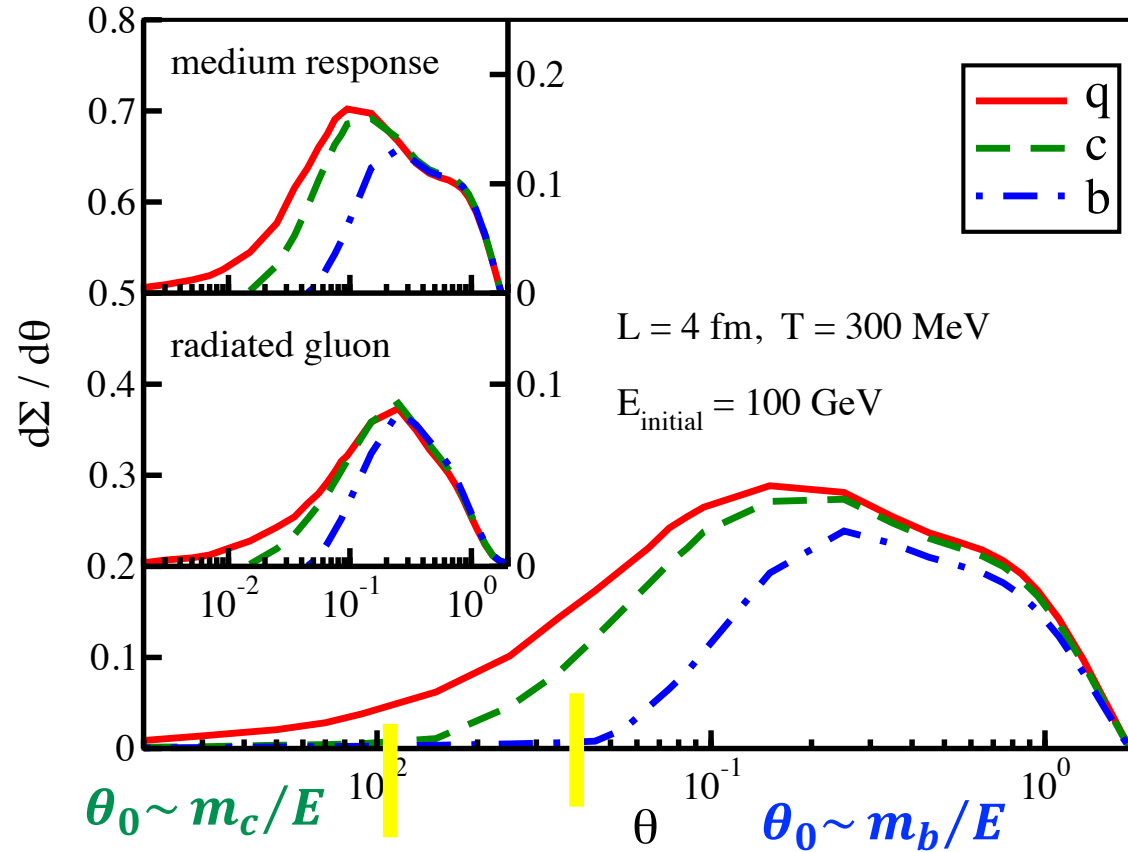 0.8
0.7
0.6
0.5
0.4
0.3
0.2
0.1
0
dΣ / dθ
medium response
0.2
0.1
0
radiated gluon
0.1
0
10⁻² 10⁻¹ 10⁰
q
c
b
L = 4 fm, T = 300 MeV
E_initial = 100 GeV
10⁻² 10⁻¹ 10⁰
θ₀~ m_c/E
θ
θ₀~ m_b/E